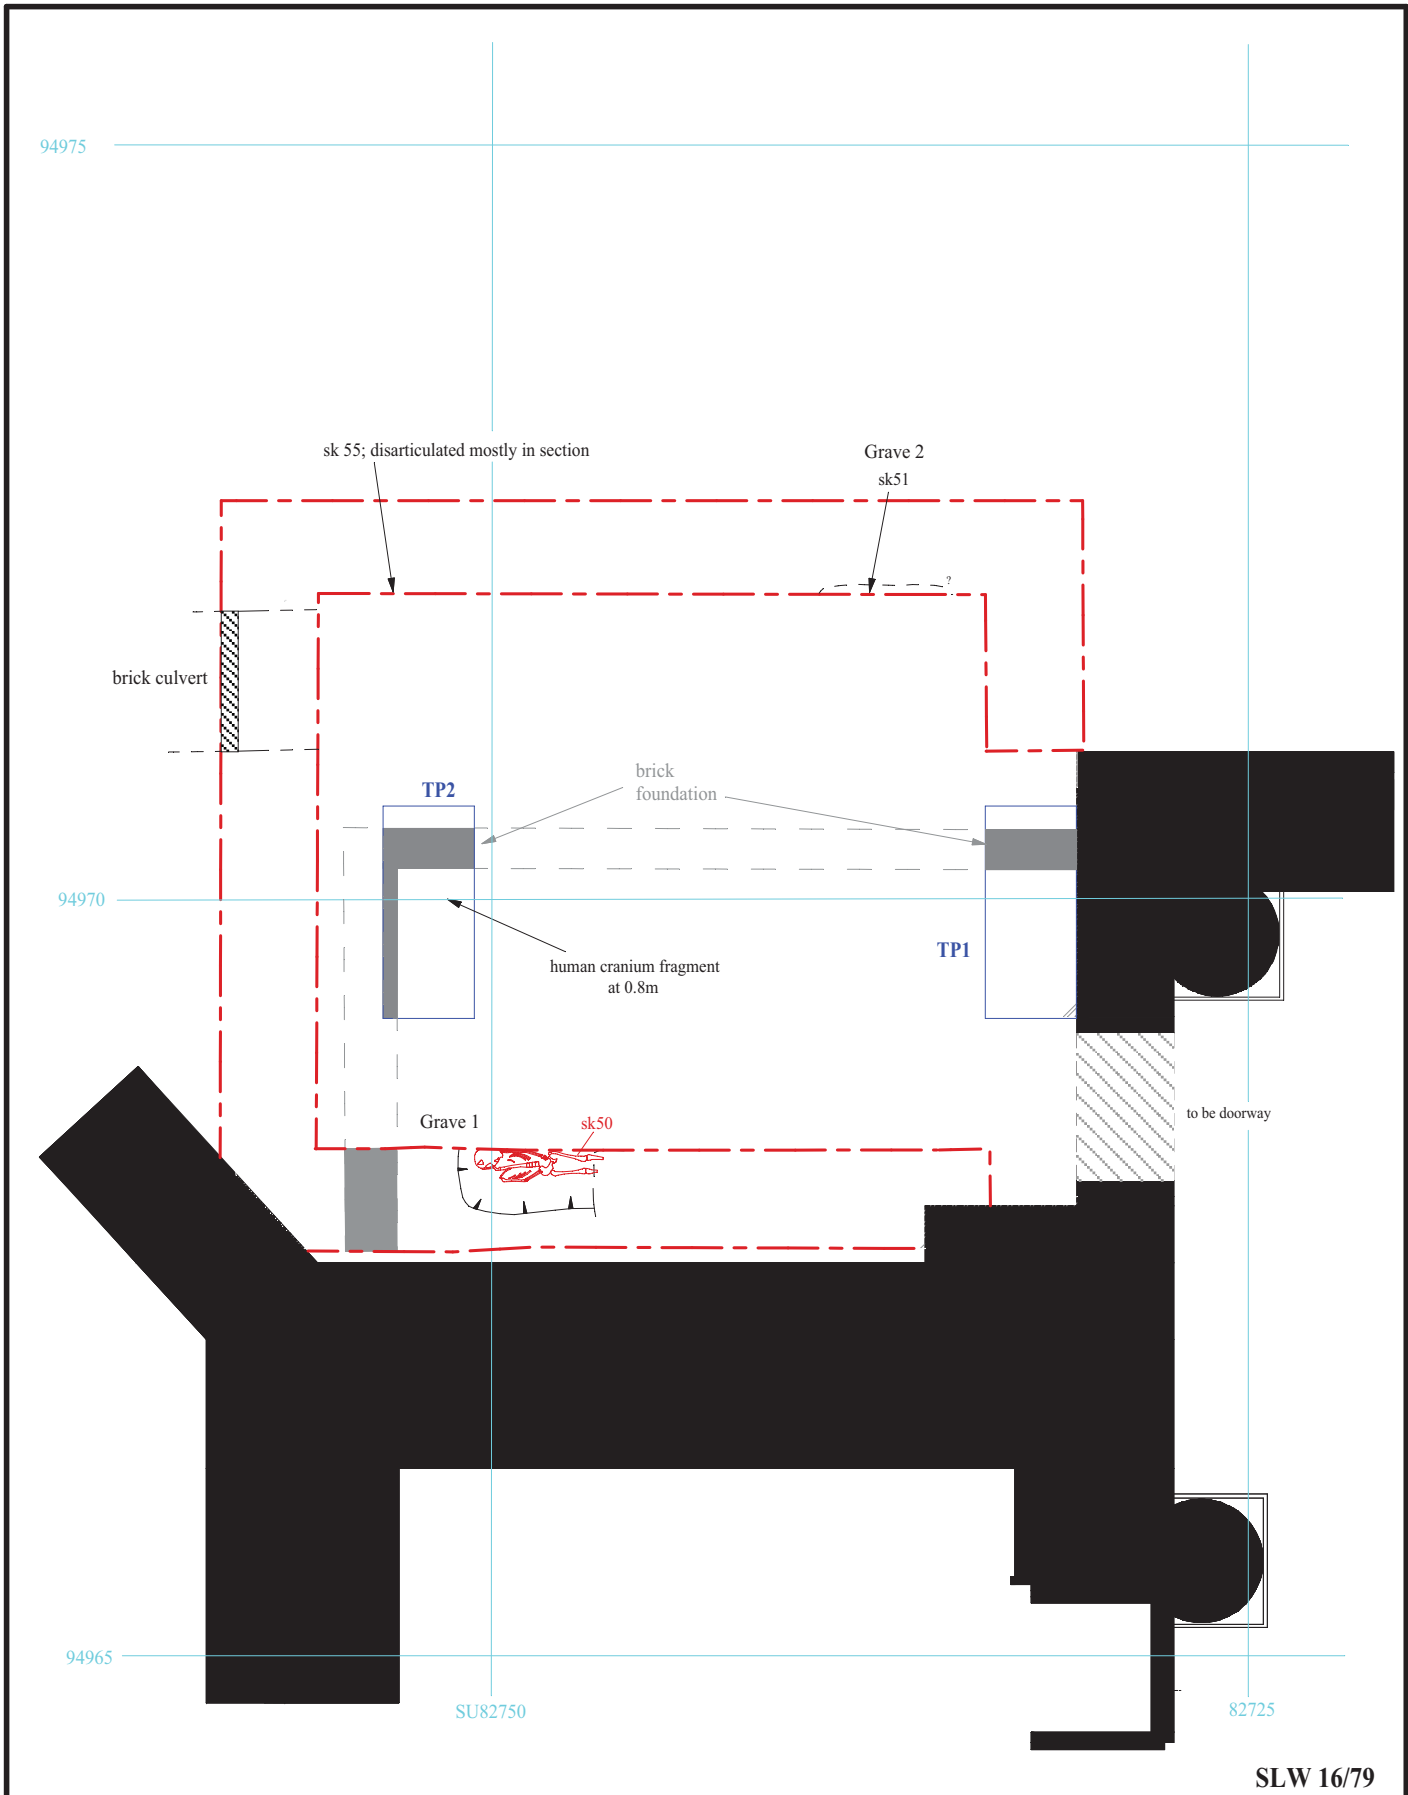 94975
sk 55; disarticulated mostly in section
Grave 2
sk51
?
brick culvert
TP2
brick
foundation
94970
TP1
human cranium fragment
at 0.8m
Grave 1
sk50
to be doorway
94965
SU82750
82725
SLW 16/79